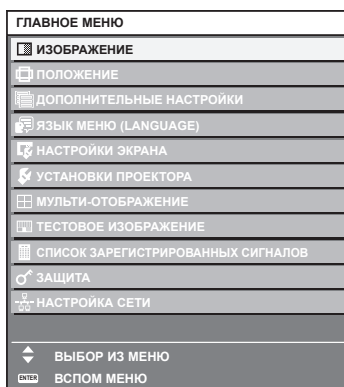 ГЛАВНОЕ МЕНЮ
ИЗОБРАЖЕНИЕ
ПОЛОЖЕНИЕ
ДОПОЛНИТЕЛЬНЫЕ НАСТРОЙКИ
ЯЗЫК МЕНЮ (LANGUAGE)
НАСТРОЙКИ ЭКРАНА
УСТАНОВКИ ПРОЕКТОРА
МУЛЬТИ-ОТОБРАЖЕНИЕ
ТЕСТОВОЕ ИЗОБРАЖЕНИЕ
СПИСОК ЗАРЕГИСТРИРОВАННЫХ СИГНАЛОВ
ЗАЩИТА
НАСТРОЙКА СЕТИ
ВЫБОР ИЗ МЕНЮ
ENTER ВСПОМ МЕНЮ